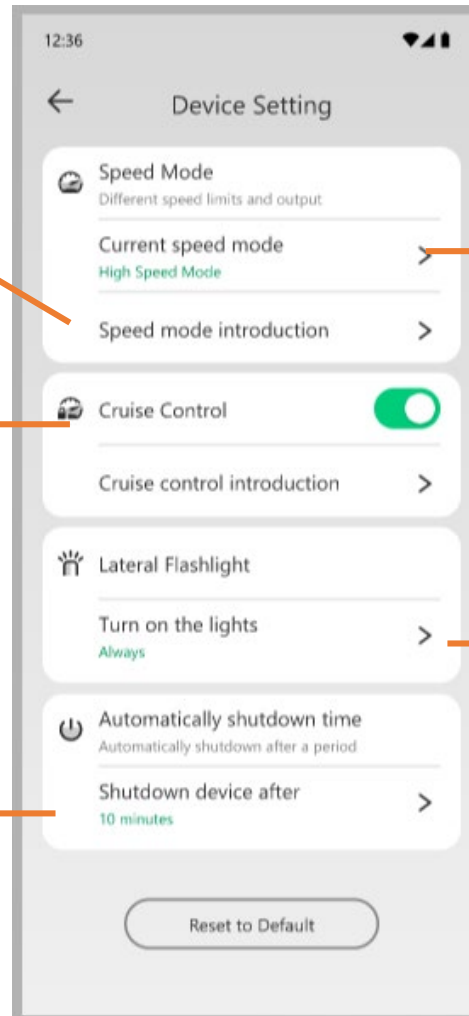 12:36
Device Setting
Speed Mode
Different speed limits and output
Current speed mode
High Speed Mode
Speed mode introduction
Cruise Control
Cruise control introduction
Lateral Flashlight
Turn on the lights
Always
Automatically shutdown time
Automatically shutdown after a period
Shutdown device after
10 minutes
Reset to Default